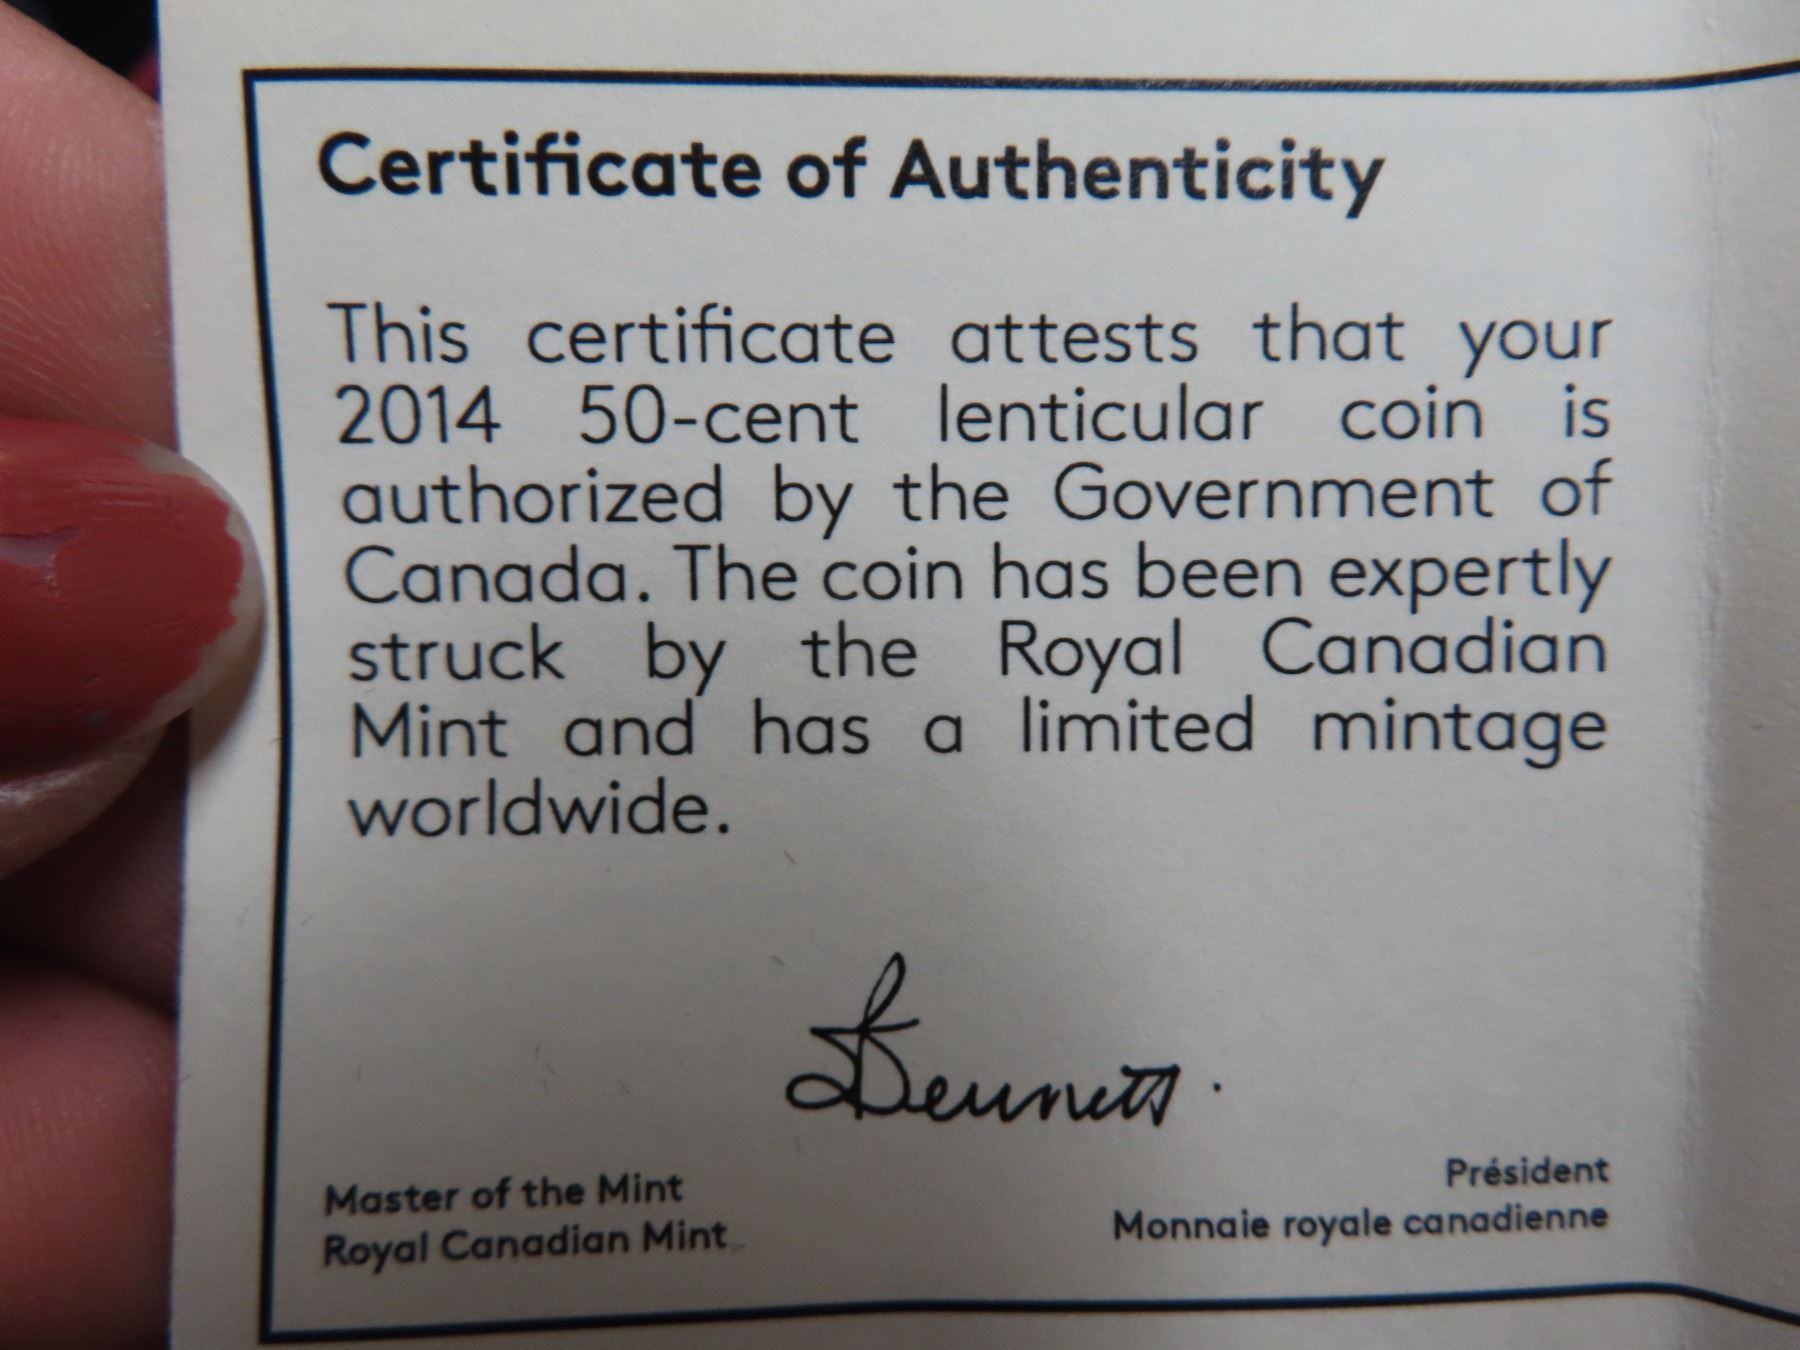 Certificate of Authenticity
This certificate attests that your
2014 50-cent lenticular coin is
authorized by the Government of
Canada. The coin has been expertly
struck by the Royal Canadian
Mint and has a limited mintage
worldwide.
Bennett
Master of the Mint
Royal Canadian Mint
Président
Monnaie royale canadienne